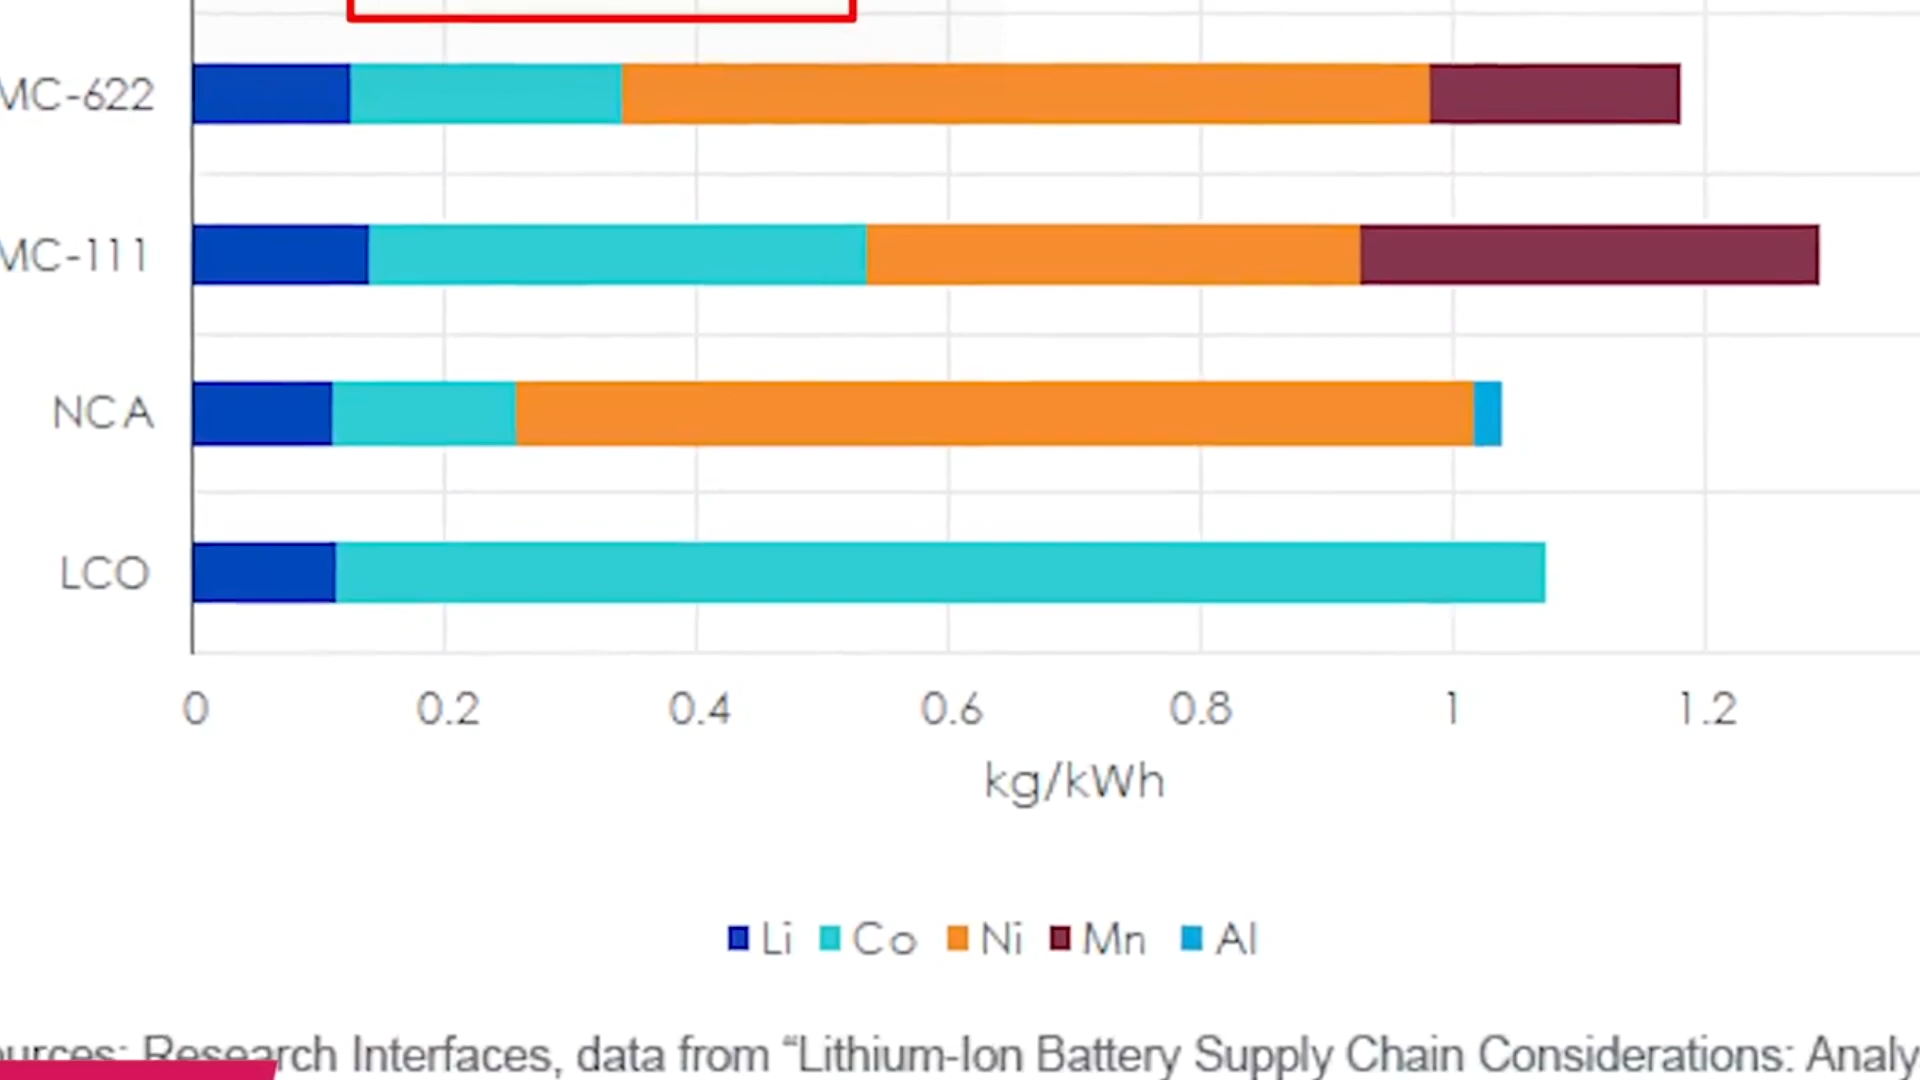 MC-622
MC-111
NCA
LCO
0 0.2 0.4 0.6 0.8 1 1.2
kg/kWh
Li Co Ni Mn Al
urces: Research Interfaces, data from “Lithium-Ion Battery Supply Chain Considerations: Analy